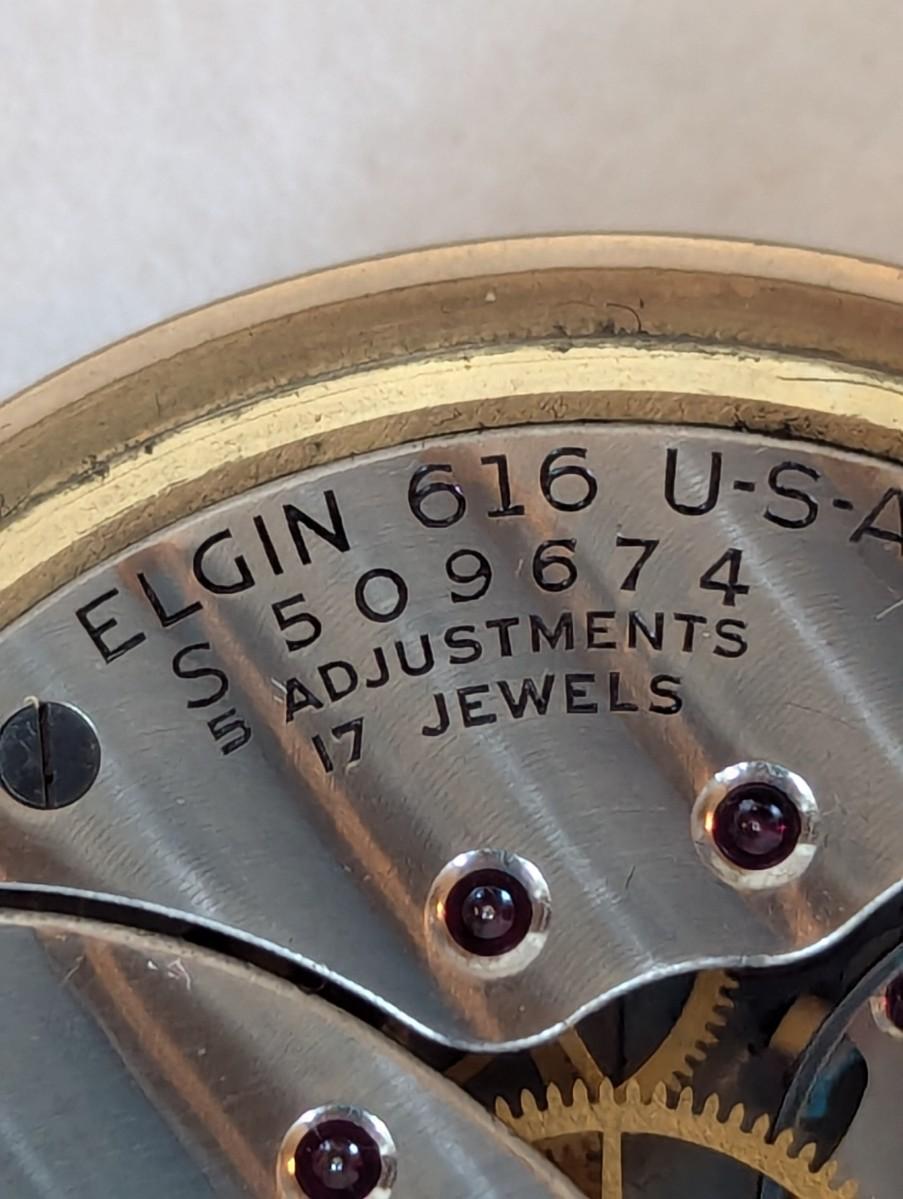 ELGIN 616 U-S-A
S 509674
5 ADJUSTMENTS
17 JEWELS